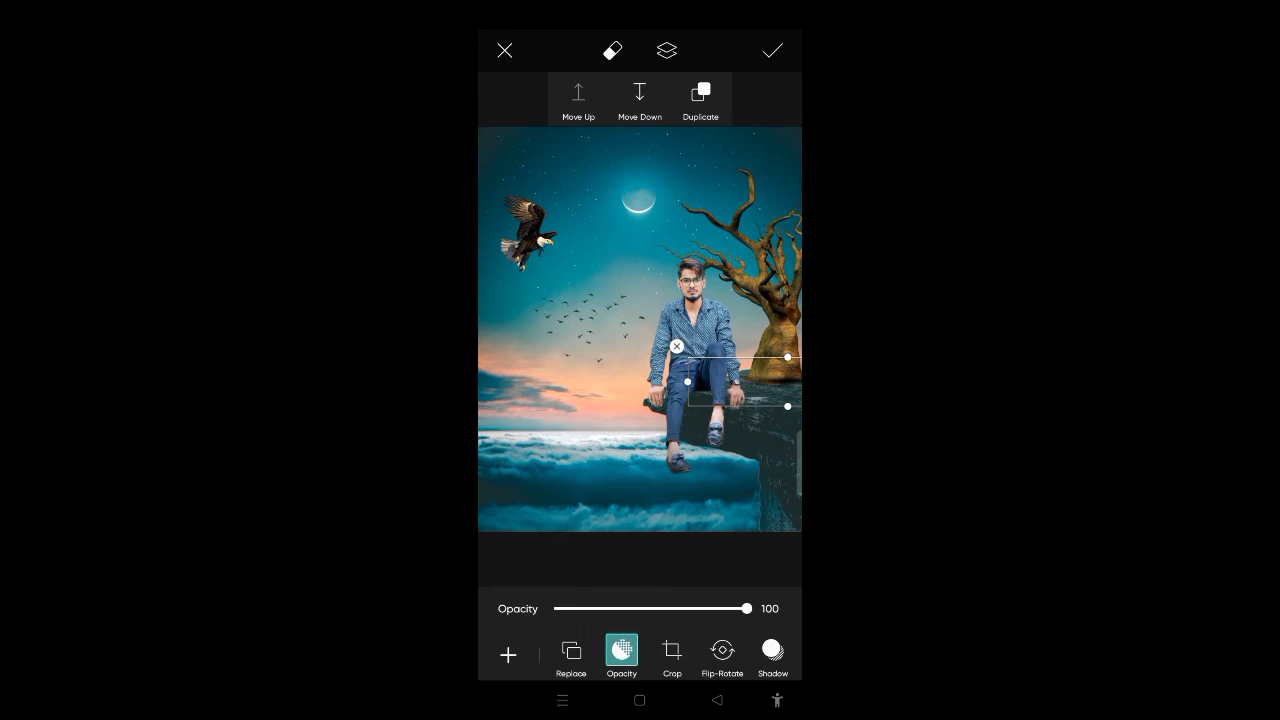 Move Up Move Down Duplicate
Opacity 100
Replace Opacity Crop Flip-Rotate Shadow